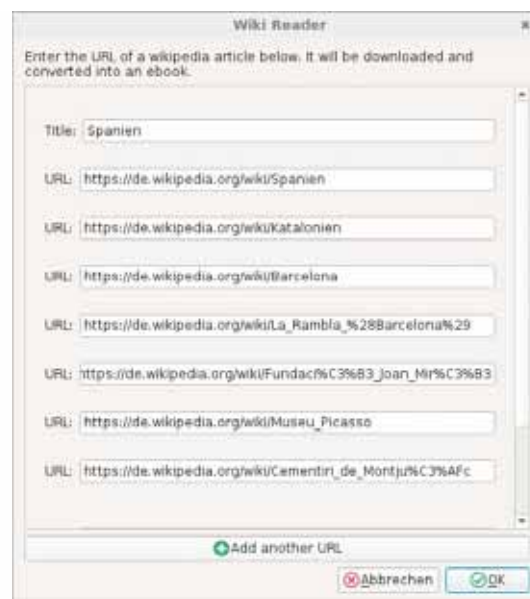 Wiki Reader
Enter the URL of a wikipedia article below. It will be downloaded and
converted into an ebook.
Title: Spanien
URL: https://de.wikipedia.org/wiki/Spanien
URL: https://de.wikipedia.org/wiki/Katalonien
URL: https://de.wikipedia.org/wiki/Barcelona
URL: https://de.wikipedia.org/wiki/La_Rambla_%28Barcelona%29
URL: https://de.wikipedia.org/wiki/Fundaci%C3%B3_Joan_Mir%C3%B3
URL: https://de.wikipedia.org/wiki/Museu_Picasso
URL: https://de.wikipedia.org/wiki/Cementiri_de_Montju%C3%AFc
Add another URL
Abbrechen OK